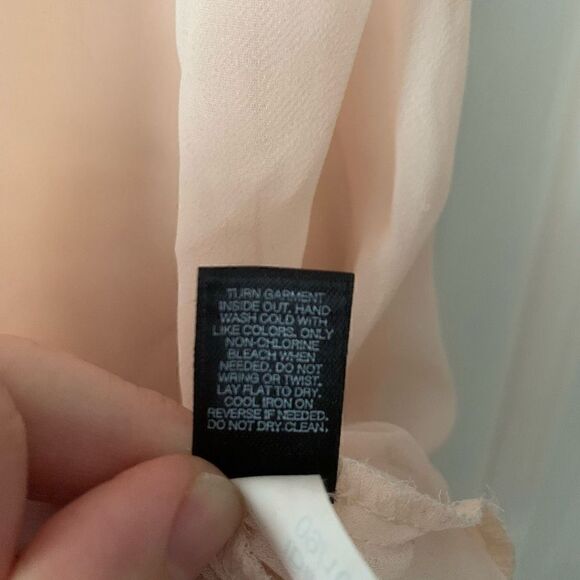 TURN GARMENT
INSIDE OUT. HAND
WASH COLD WITH
LIKE COLORS. ONLY
NON-CHLORINE
BLEACH WHEN
NEEDED. DO NOT
WRING OR TWIST.
LAY FLAT TO DRY.
COOL IRON ON
REVERSE IF NEEDED.
DO NOT DRY CLEAN.